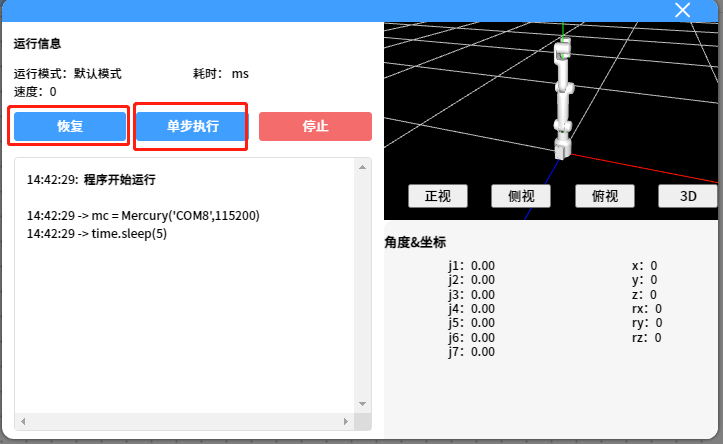 运行信息
运行模式：默认模式 耗时： ms
速度：0
恢复 单步执行 停止
14:42:29: 程序开始运行
14:42:29 -> mc = Mercury('COM8',115200)
14:42:29 -> time.sleep(5)
正视 侧视 俯视 3D
角度&坐标
j1：0.00 x：0
j2：0.00 y：0
j3：0.00 z：0
j4：0.00 rx：0
j5：0.00 ry：0
j6：0.00 rz：0
j7：0.00